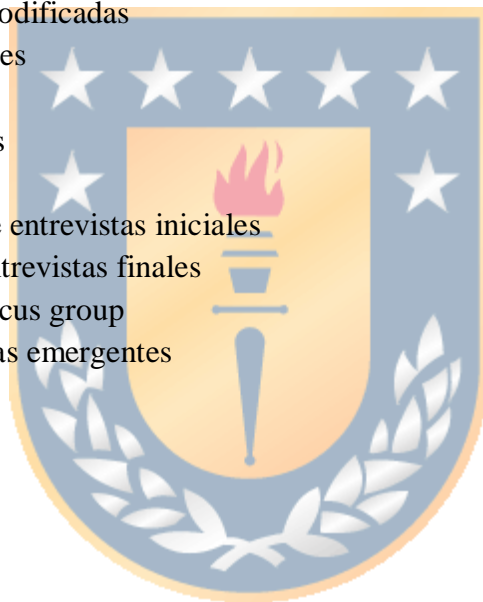 odificadas
es
s
e entrevistas iniciales
trevistas finales
cus group
as emergentes